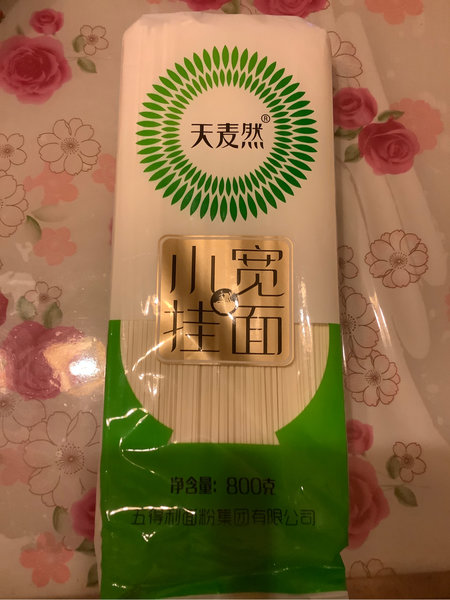 天麦然®
小宽
挂面
净含量: 800克
五得利面粉集团有限公司